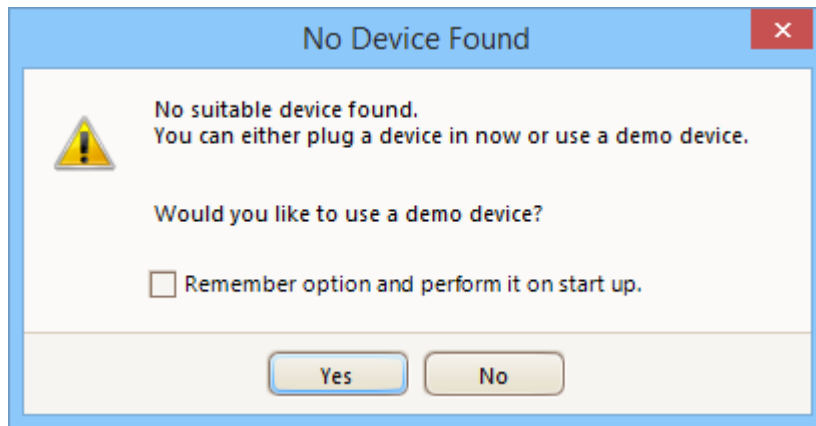 No Device Found
No suitable device found.
You can either plug a device in now or use a demo device.
Would you like to use a demo device?
Remember option and perform it on start up.
Yes No